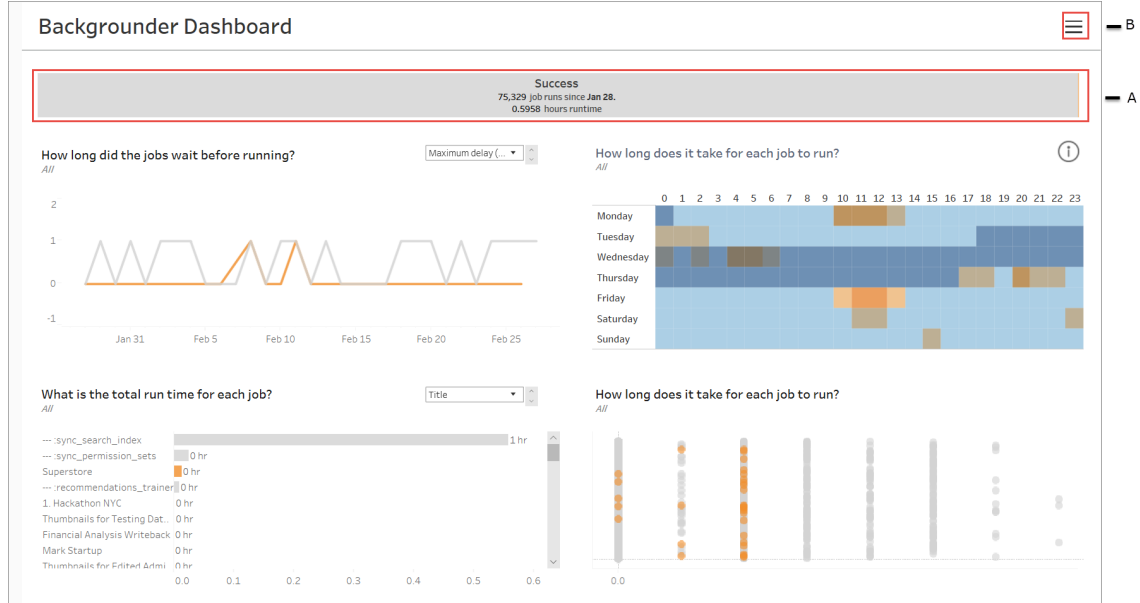 Backgrounder Dashboard
B
Success
75,329 job runs since Jan 28.
0.5958 hours runtime
A
How long did the jobs wait before running?
All
Maximum delay (...
2
1
0
-1
Jan 31 Feb 5 Feb 10 Feb 15 Feb 20 Feb 25
How long does it take for each job to run?
All
0 1 2 3 4 5 6 7 8 9 10 11 12 13 14 15 16 17 18 19 20 21 22 23
Monday
Tuesday
Wednesday
Thursday
Friday
Saturday
Sunday
What is the total run time for each job?
All
Title
--- :sync_search_index 1 hr
--- :sync_permission_sets 0 hr
Superstore 0 hr
--- :recommendations_trainer 0 hr
1. Hackathon NYC 0 hr
Thumbnails for Testing Dat.. 0 hr
Financial Analysis Writeback 0 hr
Mark Startup 0 hr
Thumbnails for Edited Admi.. 0 hr
0.0 0.1 0.2 0.3 0.4 0.5 0.6
How long does it take for each job to run?
All
0.0